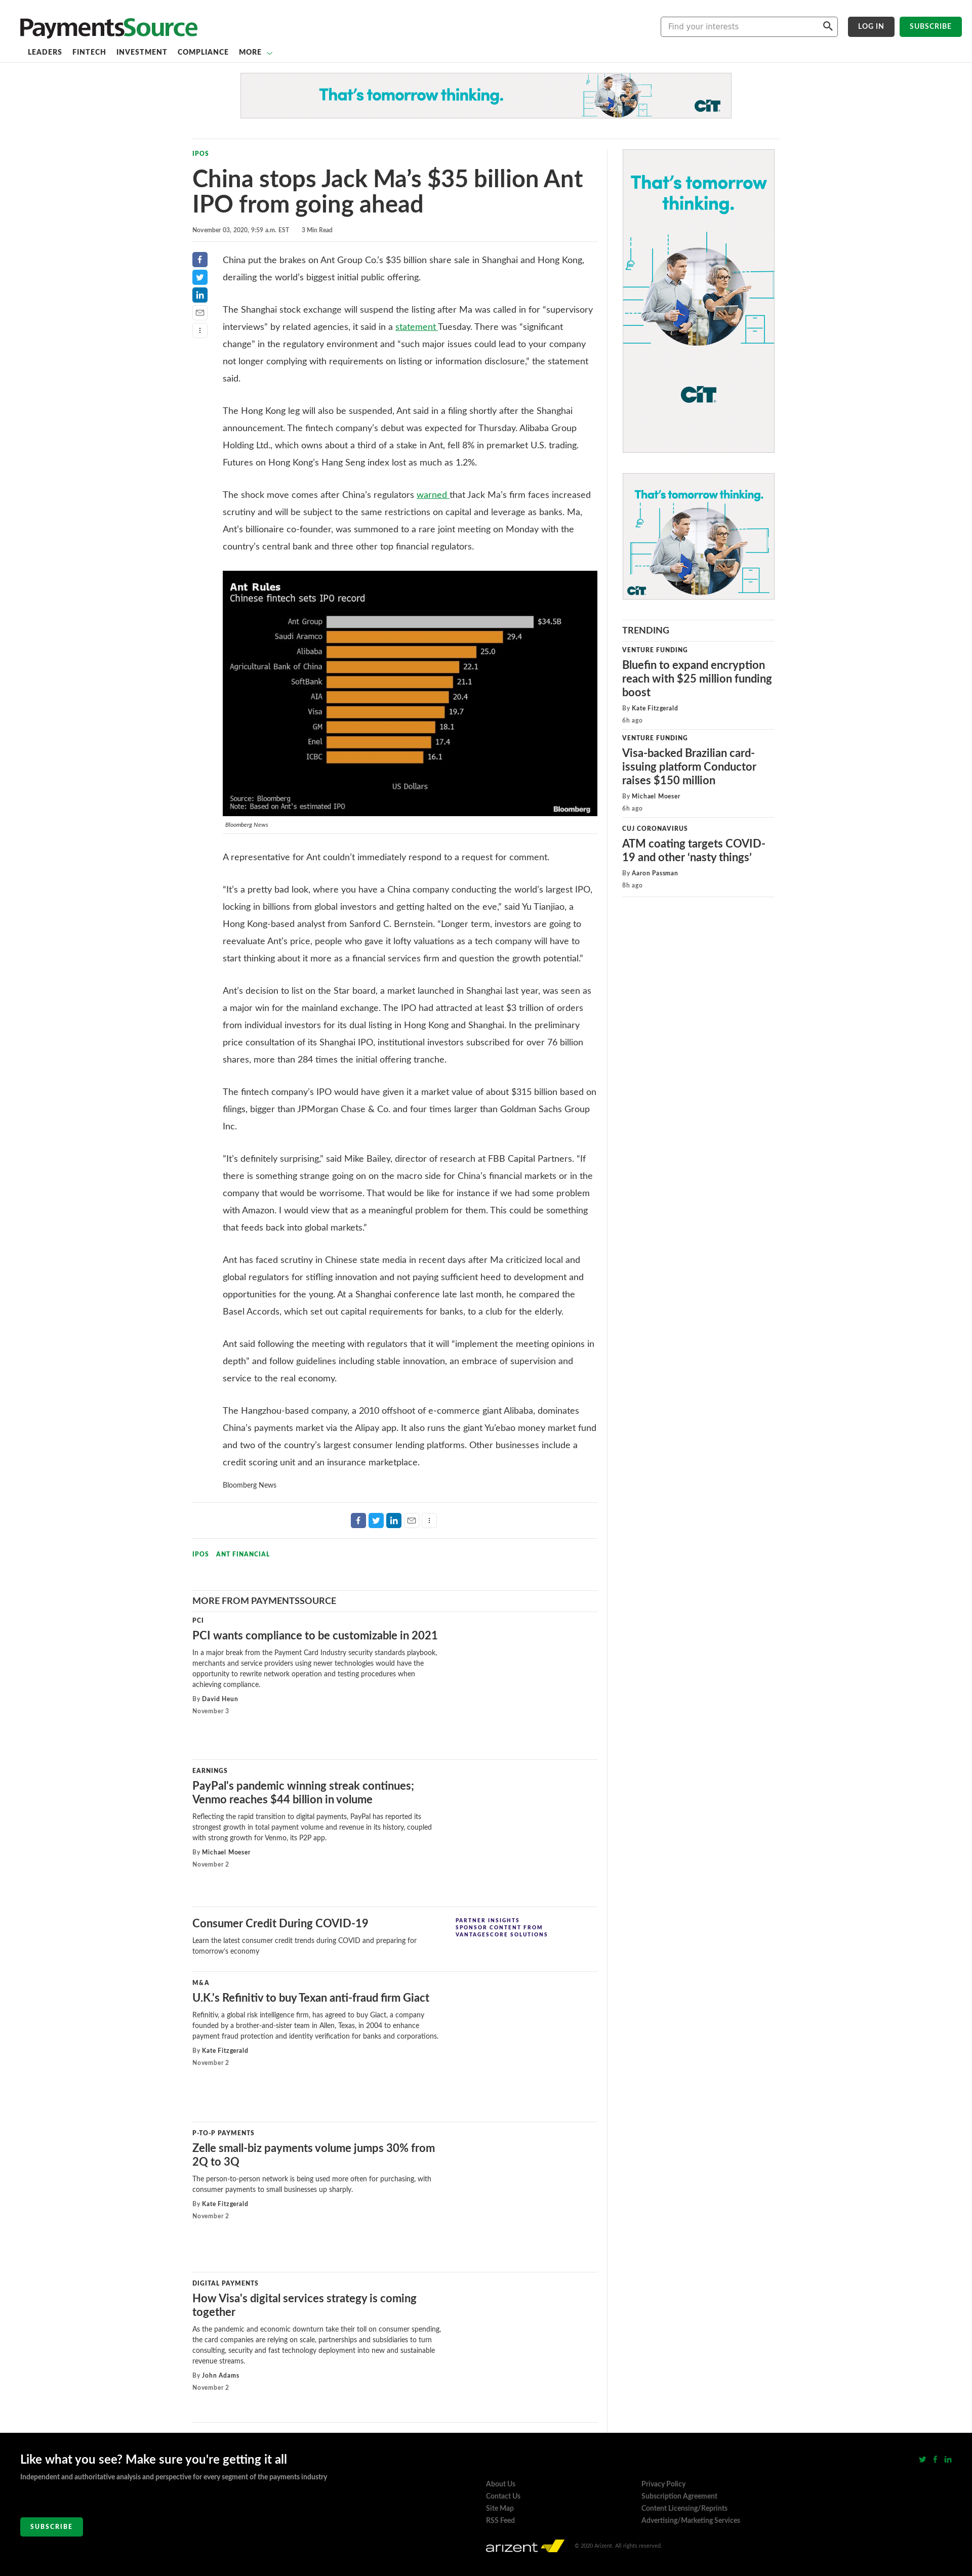 PaymentsSource
Find your interests
LOG IN
SUBSCRIBE
LEADERS FINTECH INVESTMENT COMPLIANCE MORE
That's tomorrow thinking.
CIT
IPOS
China stops Jack Ma’s $35 billion Ant
IPO from going ahead
November 03, 2020, 9:59 a.m. EST 3 Min Read
China put the brakes on Ant Group Co.’s $35 billion share sale in Shanghai and Hong Kong,
derailing the world’s biggest initial public offering.
The Shanghai stock exchange will suspend the listing after Ma was called in for “supervisory
interviews” by related agencies, it said in a statement Tuesday. There was “significant
change” in the regulatory environment and “such major issues could lead to your company
not longer complying with requirements on listing or information disclosure,” the statement
said.
The Hong Kong leg will also be suspended, Ant said in a filing shortly after the Shanghai
announcement. The fintech company’s debut was expected for Thursday. Alibaba Group
Holding Ltd., which owns about a third of a stake in Ant, fell 8% in premarket U.S. trading.
Futures on Hong Kong’s Hang Seng index lost as much as 1.2%.
The shock move comes after China’s regulators warned that Jack Ma’s firm faces increased
scrutiny and will be subject to the same restrictions on capital and leverage as banks. Ma,
Ant’s billionaire co-founder, was summoned to a rare joint meeting on Monday with the
country’s central bank and three other top financial regulators.
Ant Rules
Chinese fintech sets IPO record
Ant Group $34.5B
Saudi Aramco 29.4
Alibaba 25.0
Agricultural Bank of China 22.1
SoftBank 21.1
AIA 20.4
Visa 19.7
GM 18.1
Enel 17.4
ICBC 16.1
US Dollars
Source: Bloomberg
Note: Based on Ant's estimated IPO
Bloomberg
Bloomberg News
A representative for Ant couldn’t immediately respond to a request for comment.
“It’s a pretty bad look, where you have a China company conducting the world’s largest IPO,
locking in billions from global investors and getting halted on the eve,” said Yu Tianjiao, a
Hong Kong-based analyst from Sanford C. Bernstein. “Longer term, investors are going to
reevaluate Ant’s price, people who gave it lofty valuations as a tech company will have to
start thinking about it more as a financial services firm and question the growth potential.”
Ant’s decision to list on the Star board, a market launched in Shanghai last year, was seen as
a major win for the mainland exchange. The IPO had attracted at least $3 trillion of orders
from individual investors for its dual listing in Hong Kong and Shanghai. In the preliminary
price consultation of its Shanghai IPO, institutional investors subscribed for over 76 billion
shares, more than 284 times the initial offering tranche.
The fintech company’s IPO would have given it a market value of about $315 billion based on
filings, bigger than JPMorgan Chase & Co. and four times larger than Goldman Sachs Group
Inc.
”It’s definitely surprising,” said Mike Bailey, director of research at FBB Capital Partners. “If
there is something strange going on on the macro side for China’s financial markets or in the
company that would be worrisome. That would be like for instance if we had some problem
with Amazon. I would view that as a meaningful problem for them. This could be something
that feeds back into global markets.”
Ant has faced scrutiny in Chinese state media in recent days after Ma criticized local and
global regulators for stifling innovation and not paying sufficient heed to development and
opportunities for the young. At a Shanghai conference late last month, he compared the
Basel Accords, which set out capital requirements for banks, to a club for the elderly.
Ant said following the meeting with regulators that it will “implement the meeting opinions in
depth” and follow guidelines including stable innovation, an embrace of supervision and
service to the real economy.
The Hangzhou-based company, a 2010 offshoot of e-commerce giant Alibaba, dominates
China’s payments market via the Alipay app. It also runs the giant Yu’ebao money market fund
and two of the country’s largest consumer lending platforms. Other businesses include a
credit scoring unit and an insurance marketplace.
Bloomberg News
IPOS ANT FINANCIAL
That's tomorrow
thinking.
CIT
That's tomorrow thinking.
CIT
TRENDING
VENTURE FUNDING
Bluefin to expand encryption
reach with $25 million funding
boost
By Kate Fitzgerald
6h ago
VENTURE FUNDING
Visa-backed Brazilian card-
issuing platform Conductor
raises $150 million
By Michael Moeser
6h ago
CUJ CORONAVIRUS
ATM coating targets COVID-
19 and other ‘nasty things’
By Aaron Passman
8h ago
MORE FROM PAYMENTSSOURCE
PCI
PCI wants compliance to be customizable in 2021
In a major break from the Payment Card Industry security standards playbook,
merchants and service providers using newer technologies would have the
opportunity to rewrite network operation and testing procedures when
achieving compliance.
By David Heun
November 3
EARNINGS
PayPal's pandemic winning streak continues;
Venmo reaches $44 billion in volume
Reflecting the rapid transition to digital payments, PayPal has reported its
strongest growth in total payment volume and revenue in its history, coupled
with strong growth for Venmo, its P2P app.
By Michael Moeser
November 2
Consumer Credit During COVID-19
Learn the latest consumer credit trends during COVID and preparing for
tomorrow's economy
PARTNER INSIGHTS
SPONSOR CONTENT FROM
VANTAGESCORE SOLUTIONS
M&A
U.K.'s Refinitiv to buy Texan anti-fraud firm Giact
Refinitiv, a global risk intelligence firm, has agreed to buy Giact, a company
founded by a brother-and-sister team in Allen, Texas, in 2004 to enhance
payment fraud protection and identity verification for banks and corporations.
By Kate Fitzgerald
November 2
P-TO-P PAYMENTS
Zelle small-biz payments volume jumps 30% from
2Q to 3Q
The person-to-person network is being used more often for purchasing, with
consumer payments to small businesses up sharply.
By Kate Fitzgerald
November 2
DIGITAL PAYMENTS
How Visa's digital services strategy is coming
together
As the pandemic and economic downturn take their toll on consumer spending,
the card companies are relying on scale, partnerships and subsidiaries to turn
consulting, security and fast technology deployment into new and sustainable
revenue streams.
By John Adams
November 2
Like what you see? Make sure you're getting it all
Independent and authoritative analysis and perspective for every segment of the payments industry
SUBSCRIBE
About Us
Contact Us
Site Map
RSS Feed
Privacy Policy
Subscription Agreement
Content Licensing/Reprints
Advertising/Marketing Services
arizent
© 2020 Arizent. All rights reserved.